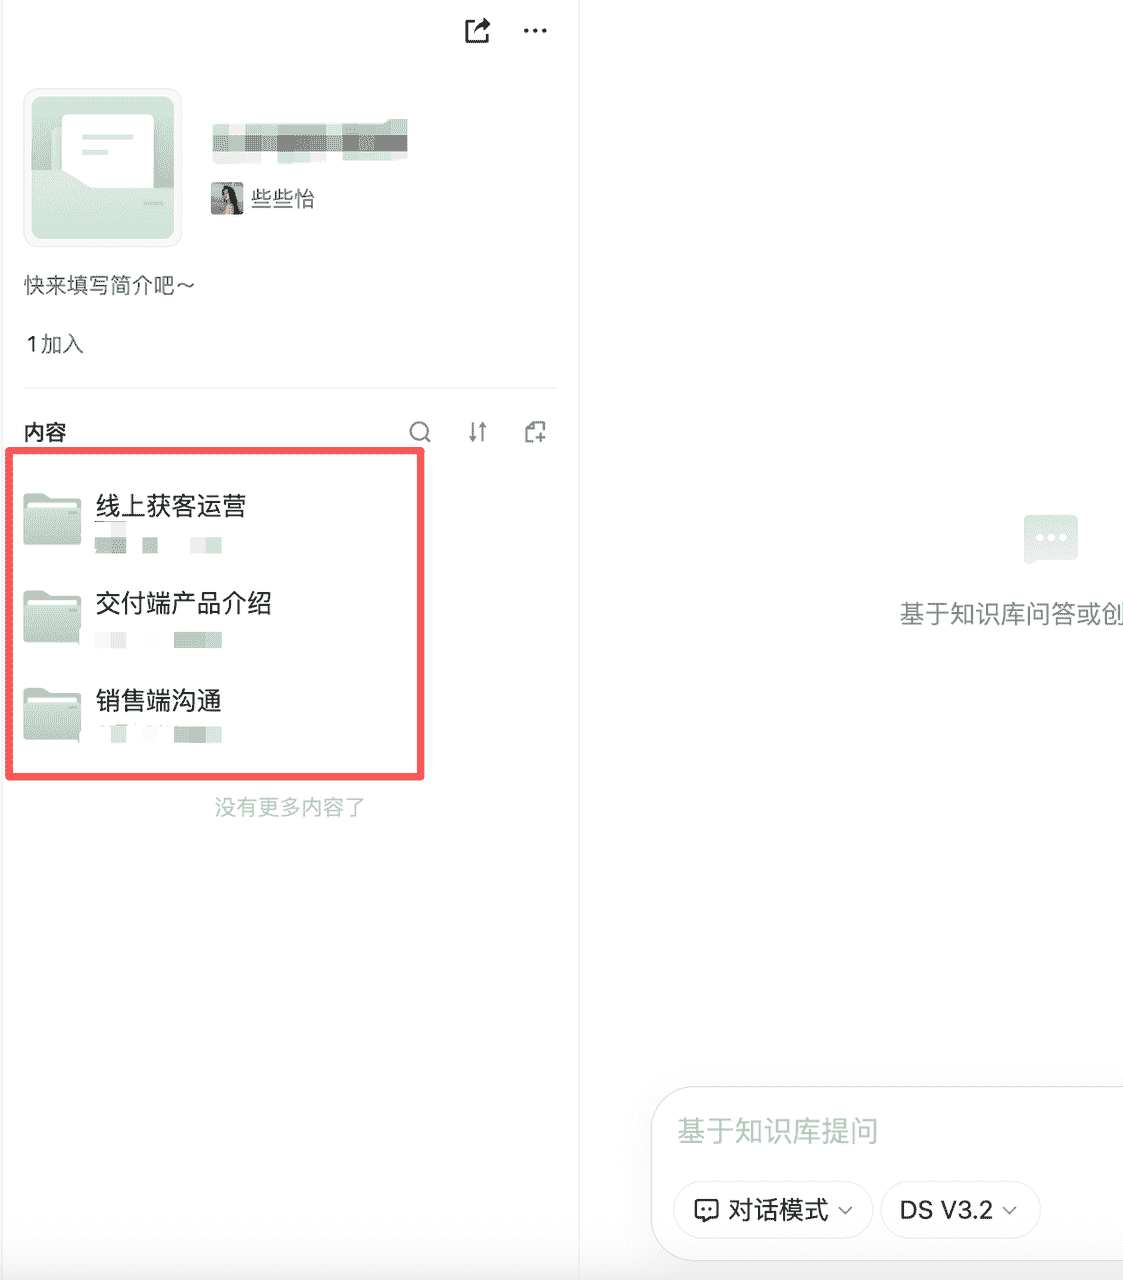 些些怡
快来填写简介吧~
1加入
内容
线上获客运营
交付端产品介绍
销售端沟通
没有更多内容了
基于知识库问答或创
基于知识库提问
对话模式
DS V3.2